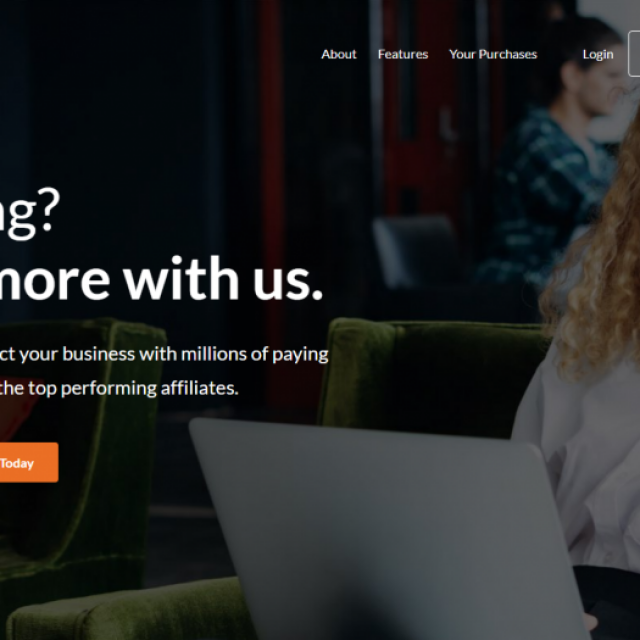 About Features Your Purchases Login
ng?
more with us.
ct your business with millions of paying
the top performing affiliates.
Today